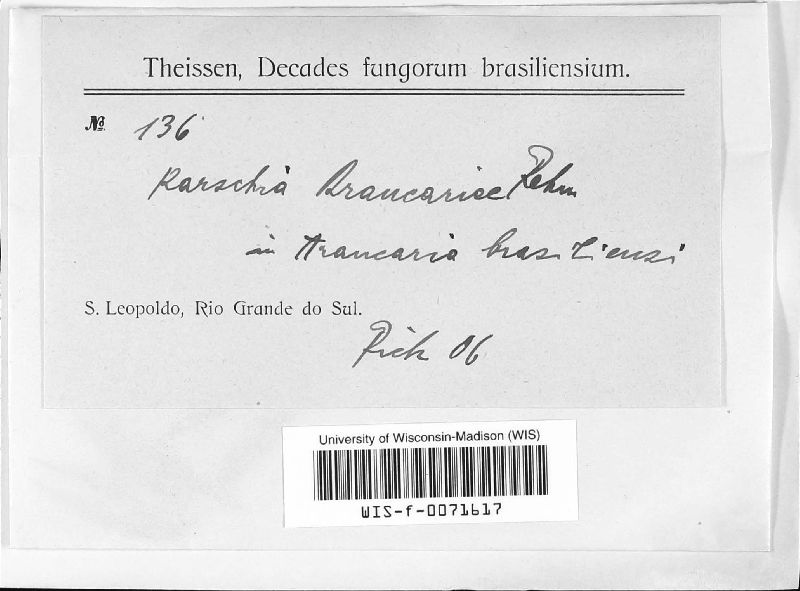 Theissen, Decades fungorum brasiliensium.
№ 136
Karschia Araucariae Rehm
in Araucaria brasiliensi
S. Leopoldo, Rio Grande do Sul.
Rick 06
University of Wisconsin-Madison (WIS)
WIS-f-0071617